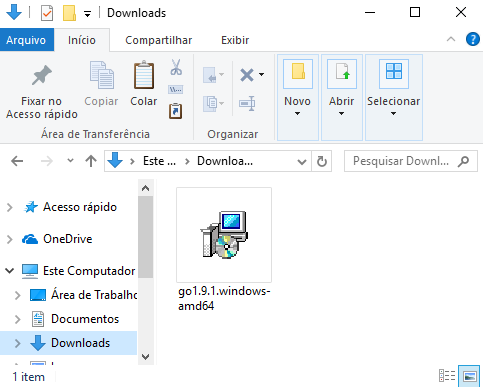 Downloads
Arquivo Início Compartilhar Exibir
Fixar no
Acesso rápido
Copiar
Colar
Novo
Abrir
Selecionar
Área de Transferência
Organizar
Este ... Downloa...
Pesquisar Downl...
Acesso rápido
OneDrive
Este Computador
Área de Trabalho
Documentos
Downloads
go1.9.1.windows-
amd64
1 item